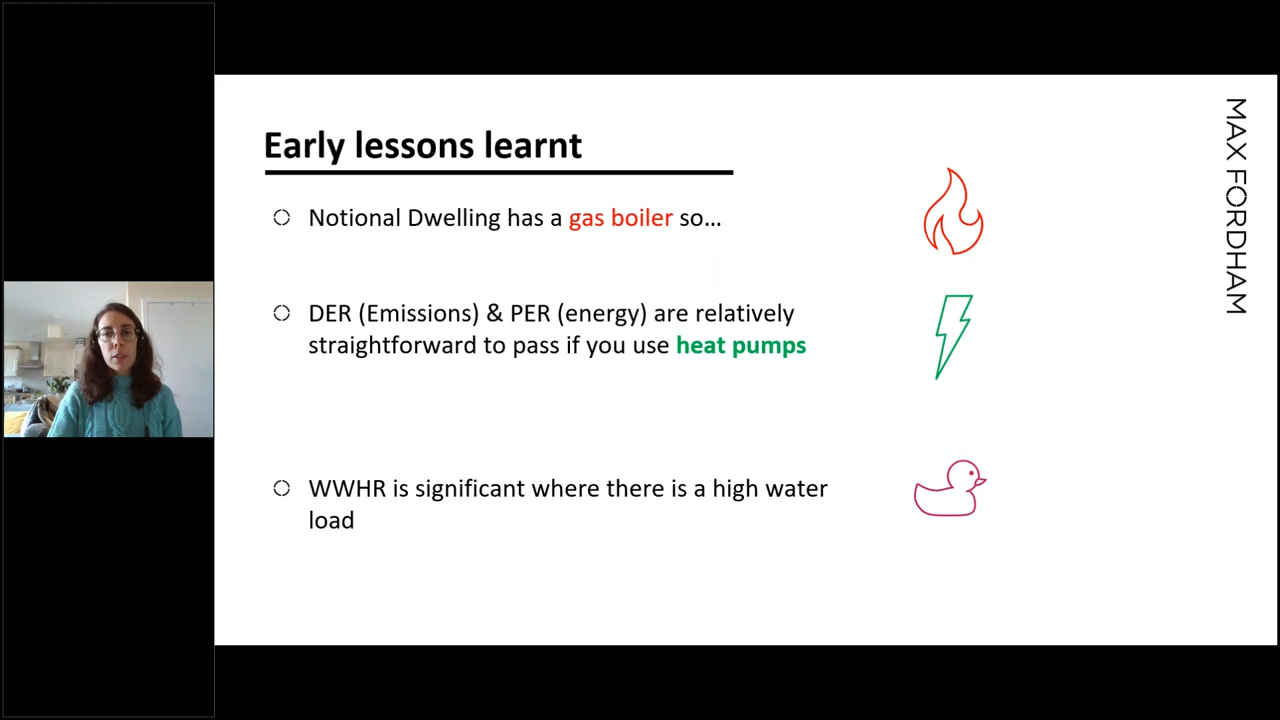 Early lessons learnt
Notional Dwelling has a gas boiler so...
DER (Emissions) & PER (energy) are relatively
straightforward to pass if you use heat pumps
WWHR is significant where there is a high water
load
MAX FORDHAM